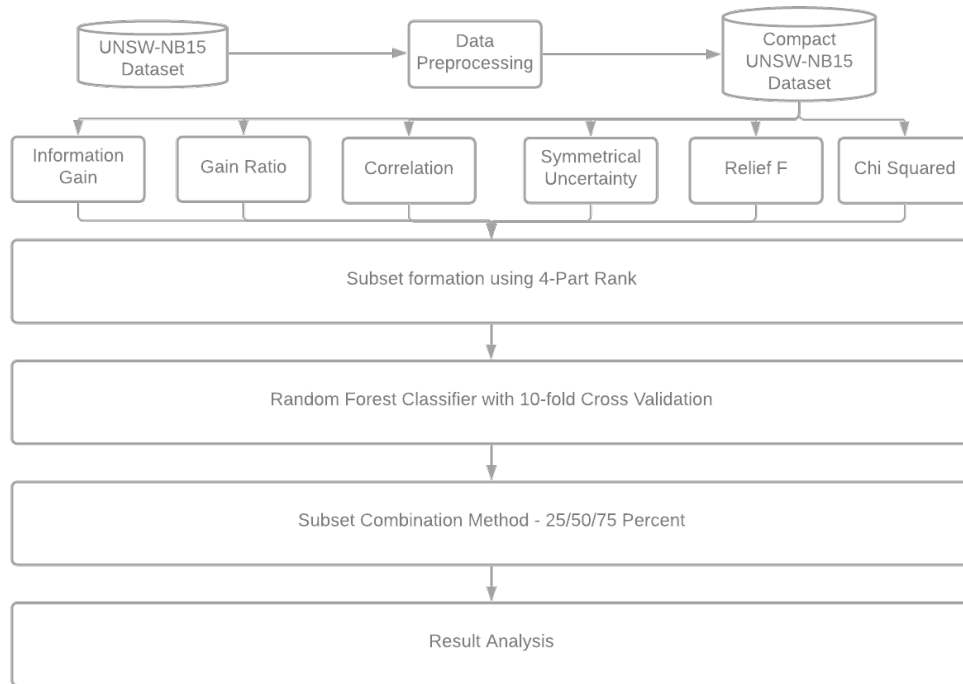 UNSW-NB15
Dataset
Data
Preprocessing
Compact
UNSW-NB15
Dataset
Information
Gain
Gain Ratio
Correlation
Symmetrical
Uncertainty
Relief F
Chi Squared
Subset formation using 4-Part Rank
Random Forest Classifier with 10-fold Cross Validation
Subset Combination Method - 25/50/75 Percent
Result Analysis